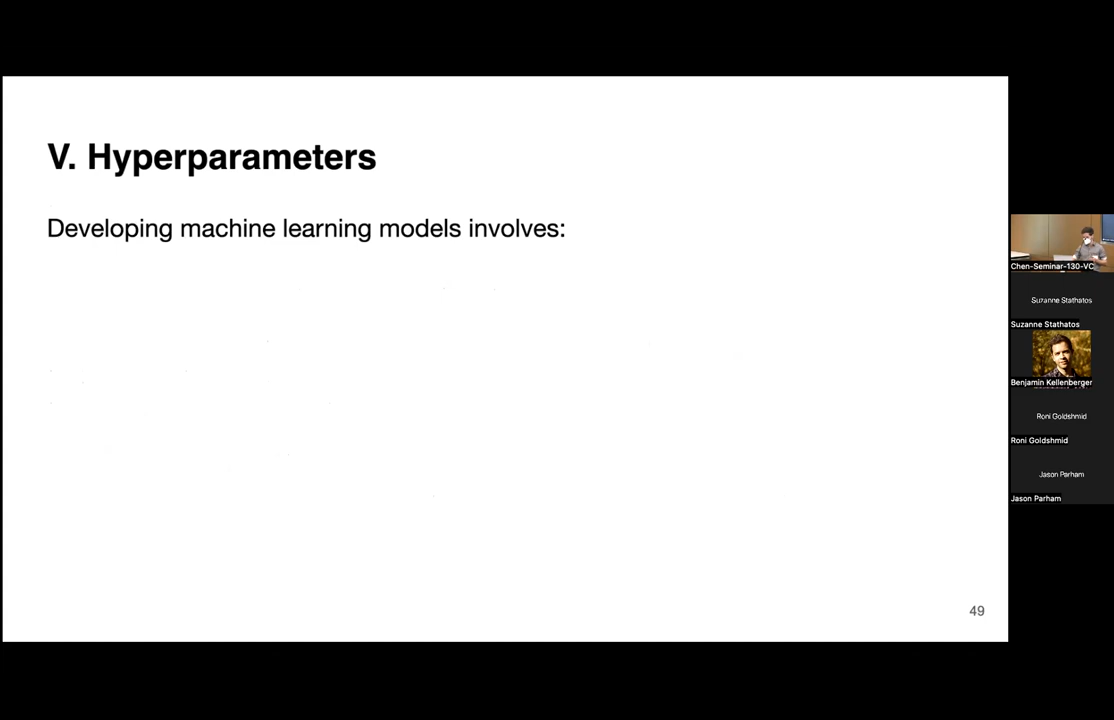 V. Hyperparameters
Developing machine learning models involves:
49
Chen-Seminar-130-VC
Suzanne Stathatos
Suzanne Stathatos
Benjamin Kellenberger
Roni Goldshmid
Roni Goldshmid
Jason Parham
Jason Parham